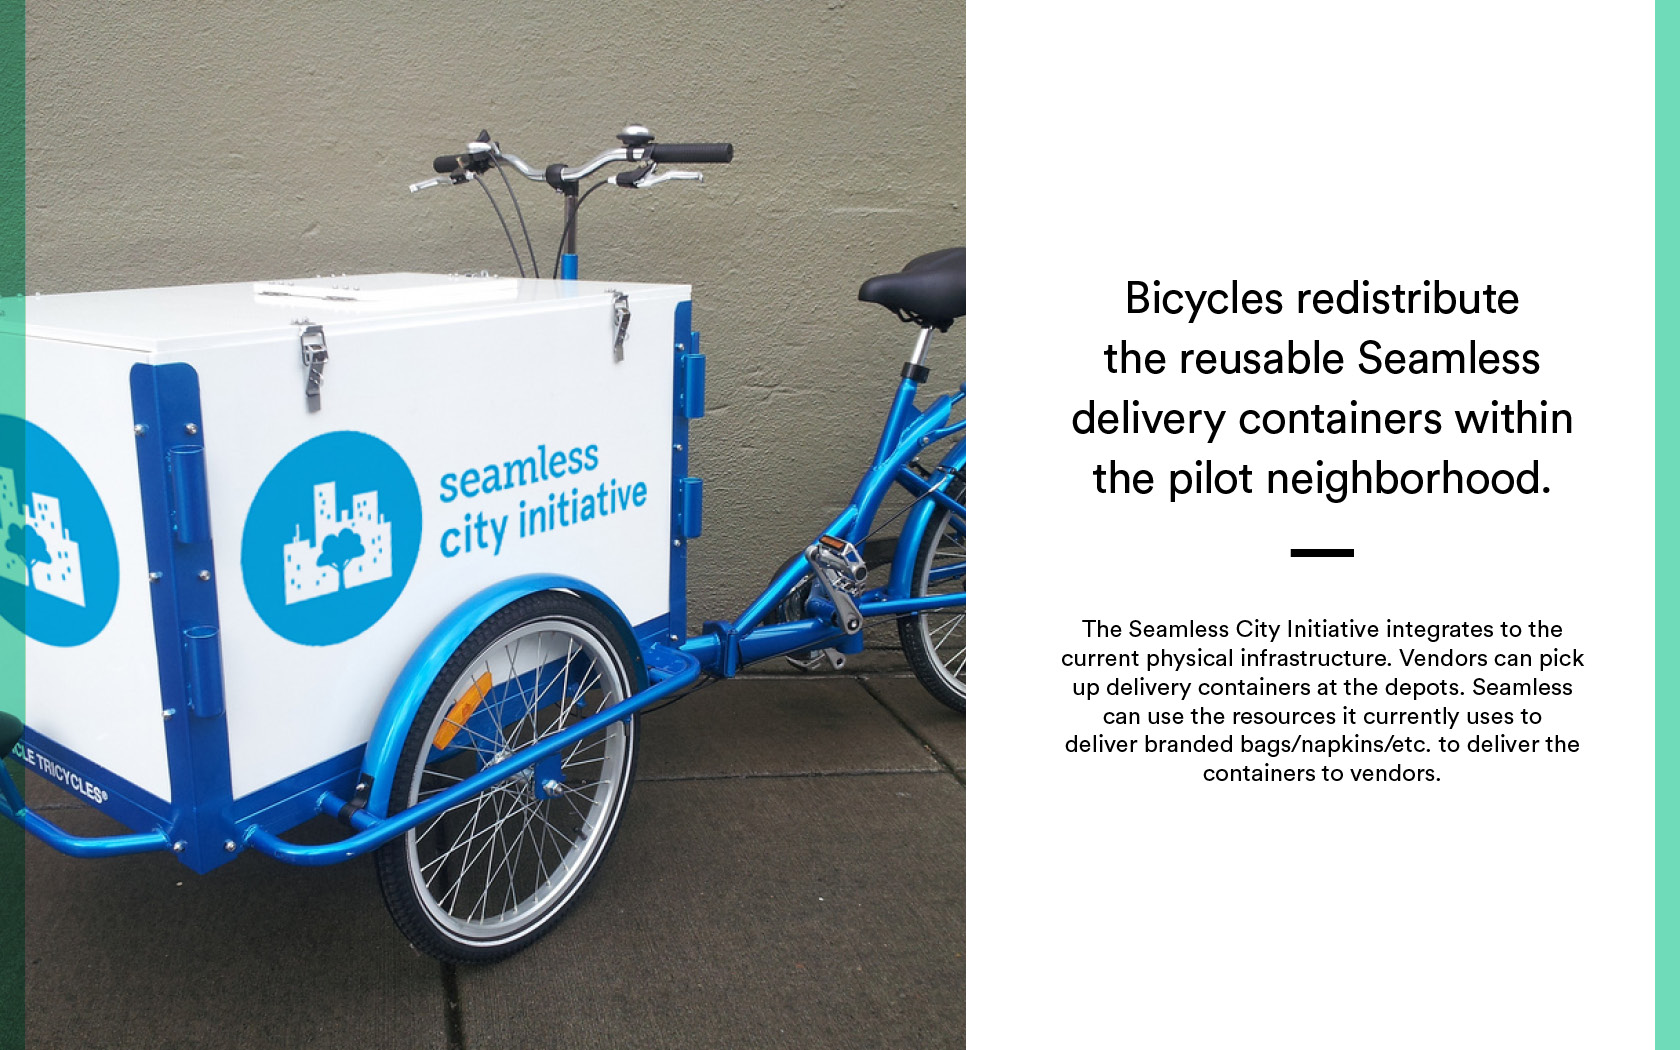 seamless
city initiative
CLE TRICYCLES®
Bicycles redistribute
the reusable Seamless
delivery containers within
the pilot neighborhood.
The Seamless City Initiative integrates to the
current physical infrastructure. Vendors can pick
up delivery containers at the depots. Seamless
can use the resources it currently uses to
deliver branded bags/napkins/etc. to deliver the
containers to vendors.